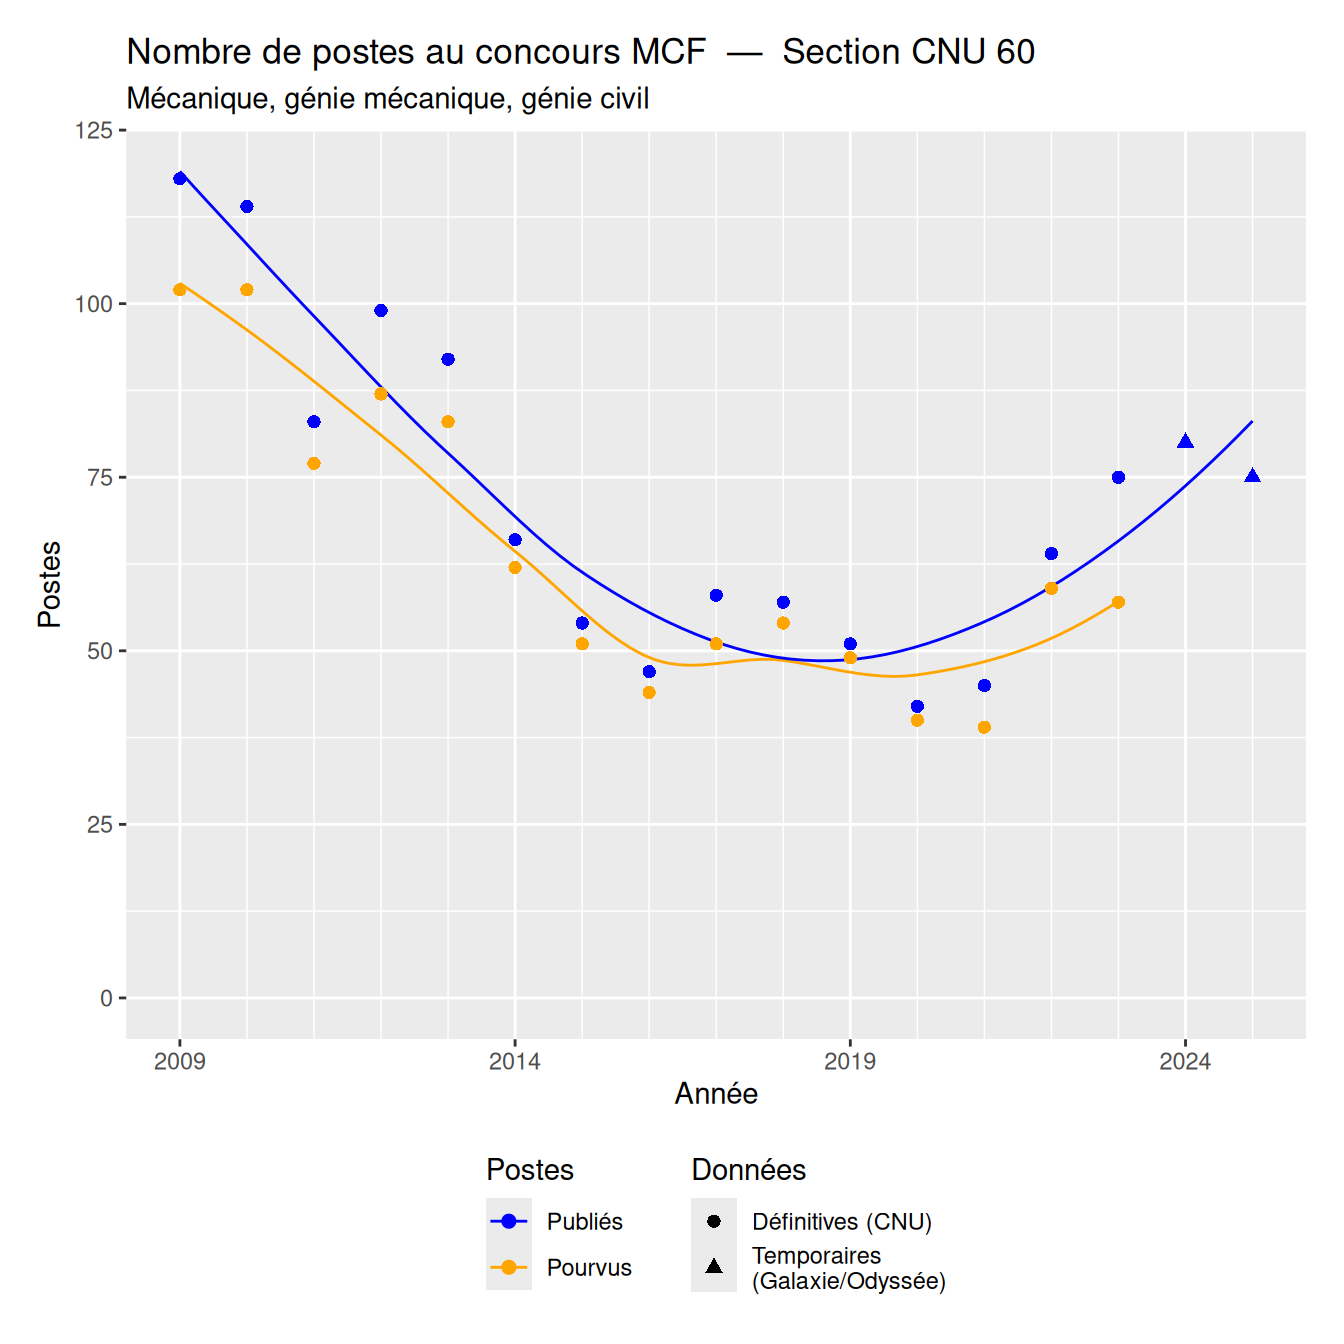 Nombre de postes au concours MCF — Section CNU 60
Mécanique, génie mécanique, génie civil
125
100
75
50
25
0
Postes
2009 2014 2019 2024
Année
Postes
Publiés
Pourvus
Données
Définitives (CNU)
Temporaires
(Galaxie/Odyssée)